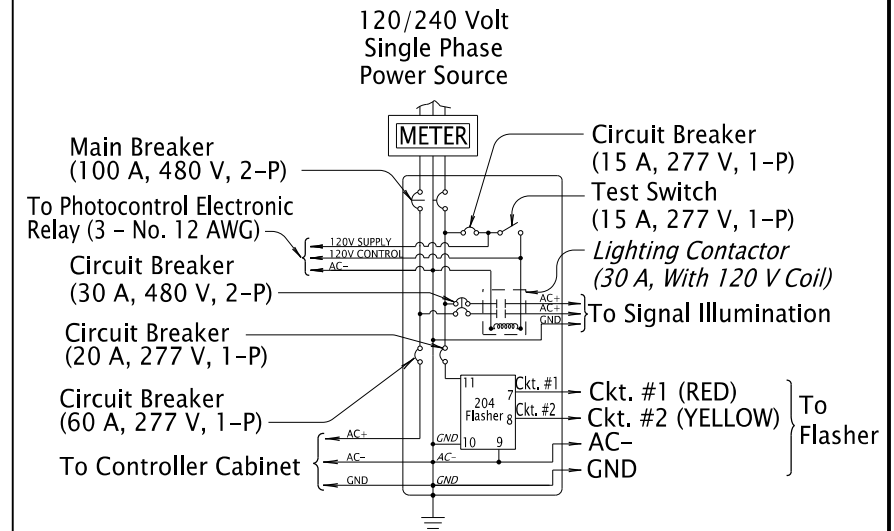 120/240 Volt
Single Phase
Power Source
METER
Main Breaker
(100 A, 480 V, 2-P)
To Photocontrol Electronic
Relay (3 - No. 12 AWG)
Circuit Breaker
(30 A, 480 V, 2-P)
Circuit Breaker
(20 A, 277 V, 1-P)
Circuit Breaker
(60 A, 277 V, 1-P)
To Controller Cabinet
Circuit Breaker
(15 A, 277 V, 1-P)
Test Switch
(15 A, 277 V, 1-P)
Lighting Contactor
(30 A, With 120 V Coil)
120V SUPPLY
120V CONTROL
AC-
AC+
AC+
GND
To Signal Illumination
11
7
204
Flasher
8
10
9
Ckt. #1
Ckt. #2
Ckt. #1 (RED)
Ckt. #2 (YELLOW)
AC-
GND
To
Flasher
AC+
GND
AC-
AC-
GND
GND